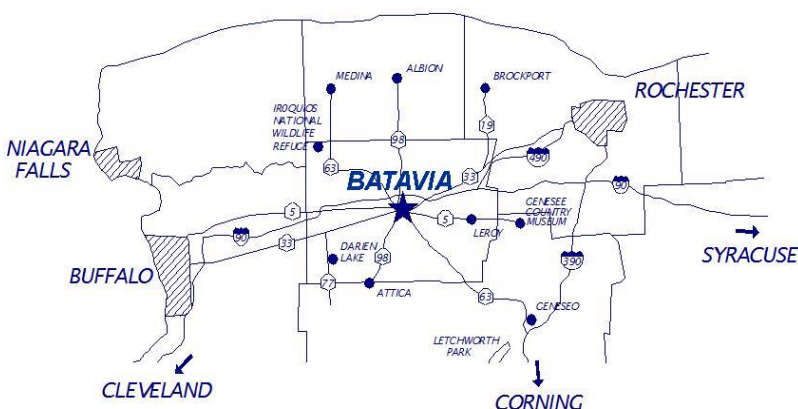 MEDINA
ALBION
BROCKPORT
ROCHESTER
IROQUIOS
NATIONAL
WILDLIFE
REFUGE
19
98
NIAGARA
FALLS
490
63
33
BATAVIA
90
5
GENESEE
COUNTRY
MUSEUM
5
LEROY
90
33
DARIEN
LAKE
98
SYRACUSE
BUFFALO
390
77
ATTICA
63
GENESEO
LETCHWORTH
PARK
CLEVELAND
CORNING